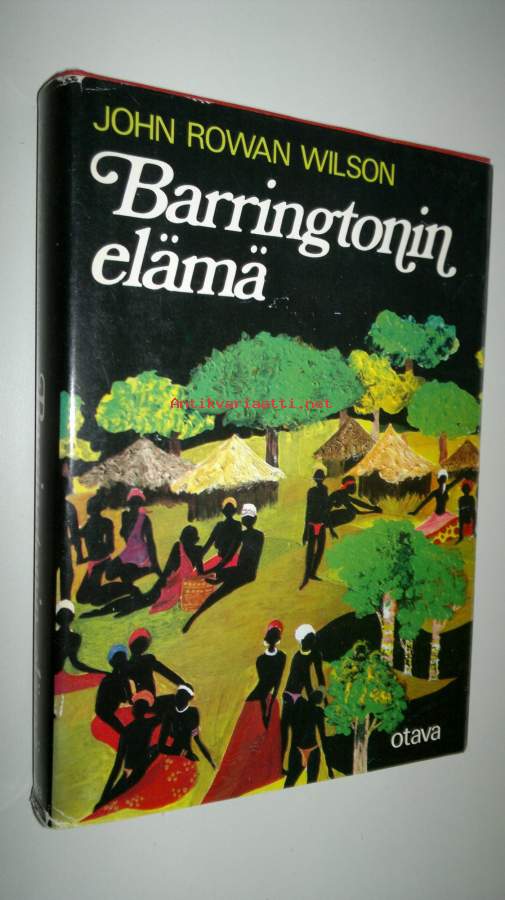 JOHN ROWAN WILSON
Barringtonin
elämä
Antikvariaatti.net
otava